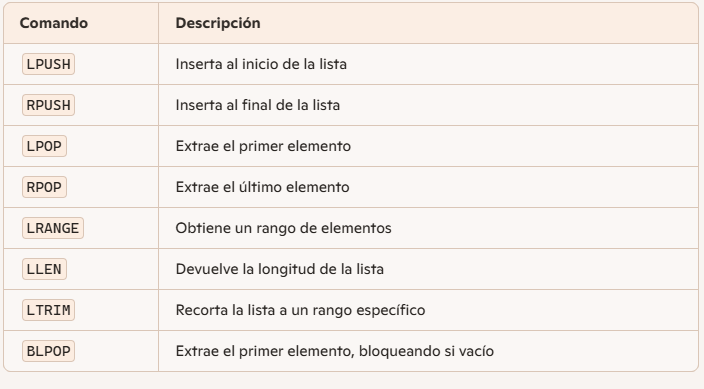 Comando Descripción
LPUSH Inserta al inicio de la lista
RPUSH Inserta al final de la lista
LPOP Extrae el primer elemento
RPOP Extrae el último elemento
LRANGE Obtiene un rango de elementos
LLEN Devuelve la longitud de la lista
LTRIM Recorta la lista a un rango específico
BLPOP Extrae el primer elemento, bloqueando si vacío